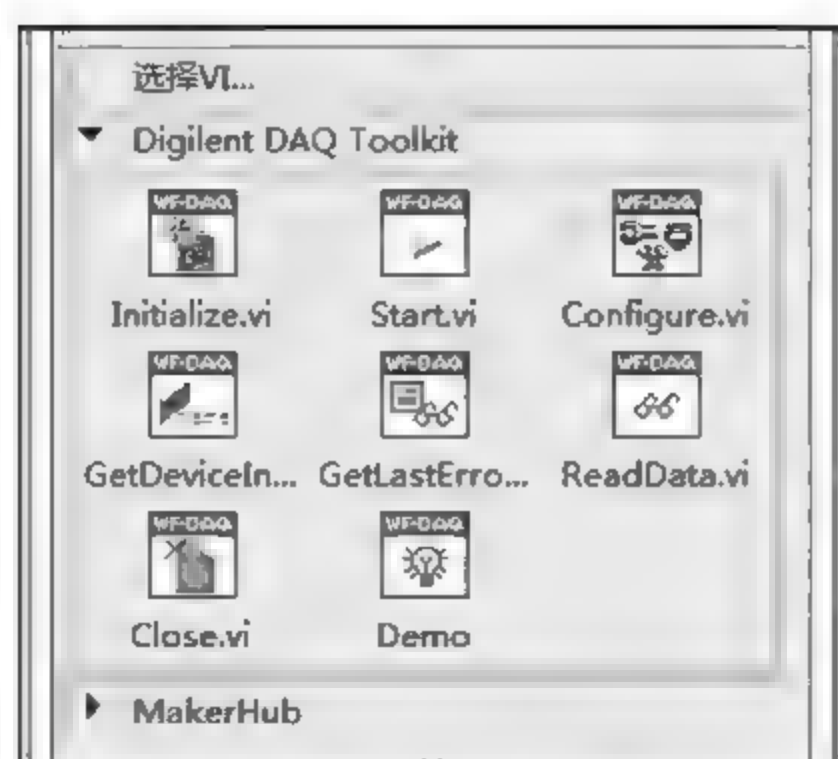 选择VI...
Digilent DAQ Toolkit
WF-DAQ WF-DAQ WF-DAQ
Initialize.vi Start.vi Configure.vi
WF-DAQ WF-DAQ WF-DAQ
GetDeviceIn... GetLastErro... ReadData.vi
WF-DAQ WF-DAQ
Close.vi Demo
MakerHub